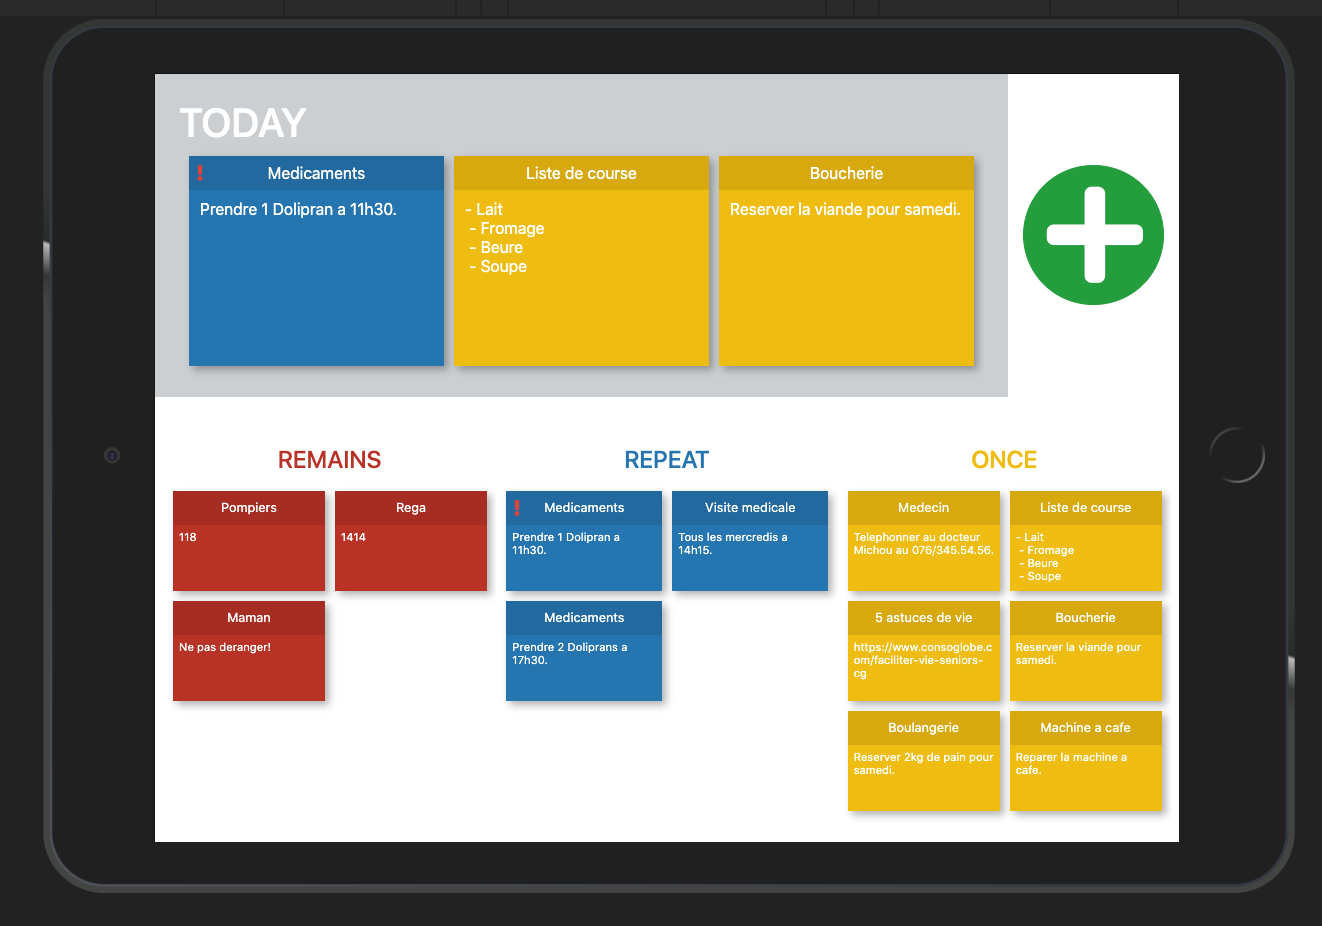 TODAY
! Medicaments
Prendre 1 Dolipran a 11h30.
Liste de course
- Lait
- Fromage
- Beure
- Soupe
Boucherie
Reserver la viande pour samedi.
REMAINS
Pompiers
118
Rega
1414
Maman
Ne pas deranger!
REPEAT
! Medicaments
Prendre 1 Dolipran a
11h30.
Visite medicale
Tous les mercredis a
14h15.
Medicaments
Prendre 2 Doliprans a
17h30.
ONCE
Medecin
Telephonner au docteur
Michou au 076/345.54.56.
Liste de course
- Lait
- Fromage
- Beure
- Soupe
5 astuces de vie
https://www.consoglobe.c
om/faciliter-vie-seniors-
cg
Boucherie
Reserver la viande pour
samedi.
Boulangerie
Reserver 2kg de pain pour
samedi.
Machine a cafe
Reparer la machine a
cafe.